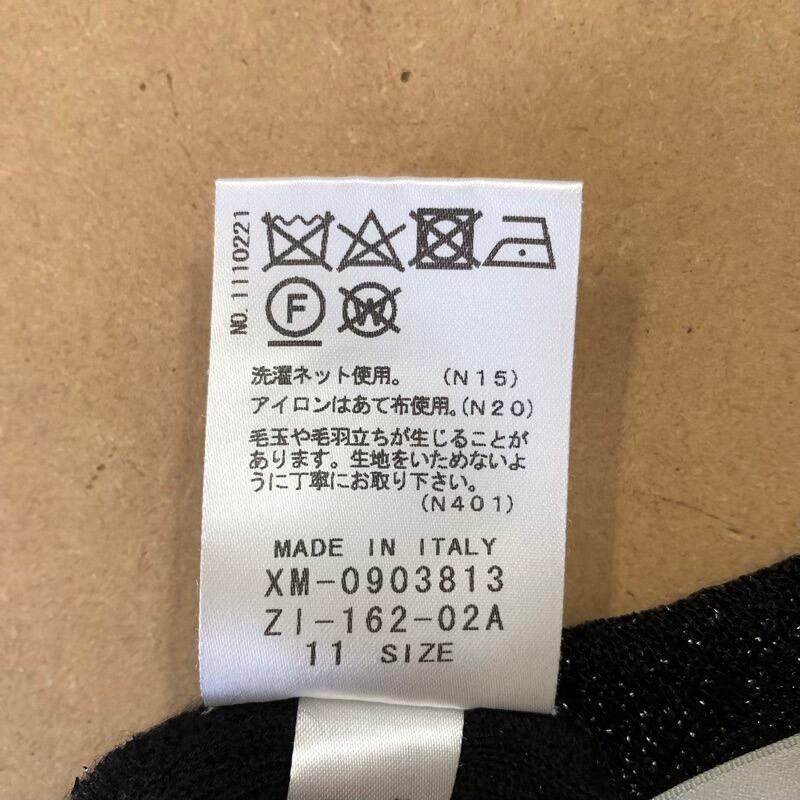 NO.1110221
F
W
洗濯ネット使用。 (N15)
アイロンはあて布使用。(N20)
毛玉や毛羽立ちが生じることが
あります。生地をいためないよ
うに丁寧にお取り下さい。
(N401)
MADE IN ITALY
XM-0903813
ZI-162-02A
11 SIZE